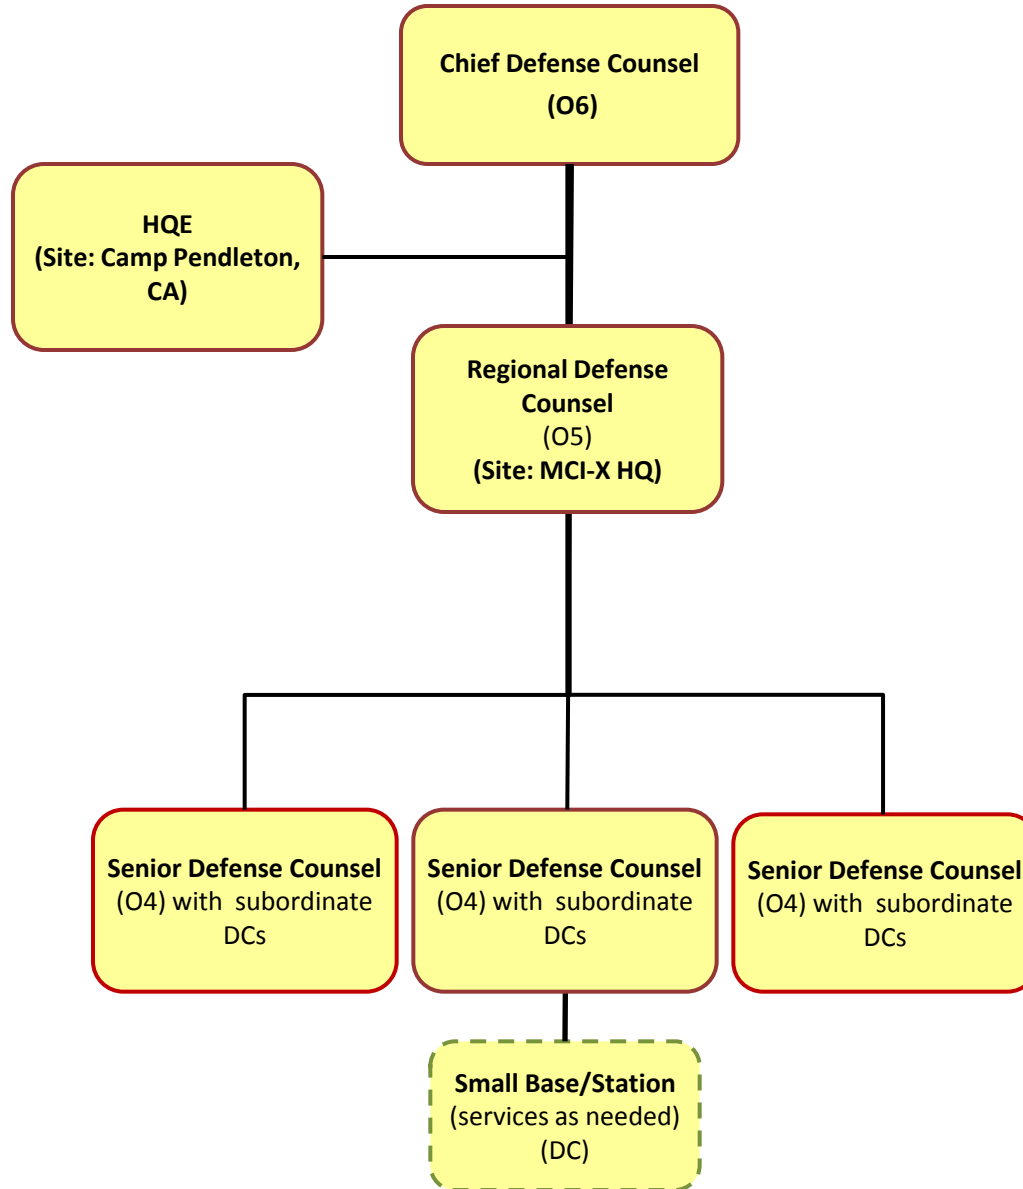 Chief Defense Counsel
(O6)
HQE
(Site: Camp Pendleton,
CA)
Regional Defense
Counsel
(O5)
(Site: MCI-X HQ)
Senior Defense Counsel
(O4) with  subordinate
DCs
Senior Defense Counsel
(O4) with  subordinate
DCs
Senior Defense Counsel
(O4) with  subordinate
DCs
Small Base/Station
(services as needed)
(DC)